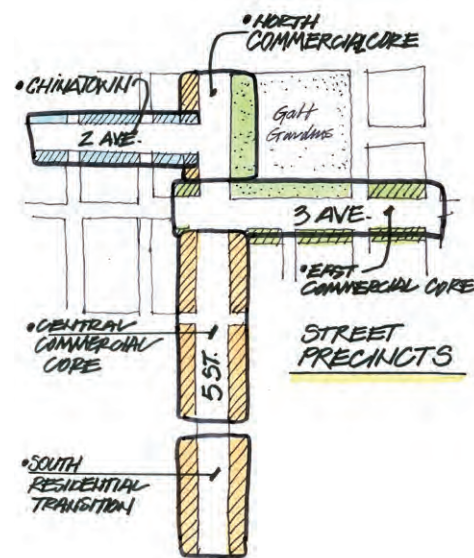 •NORTH
COMMERCIAL CORE
•CHINATOWN
2 AVE.
Galt
Gardens
3 AVE.
•EAST
COMMERCIAL CORE
•CENTRAL
COMMERCIAL
CORE
5 ST.
STREET
PRECINCTS
•SOUTH
RESIDENTIAL
TRANSITION